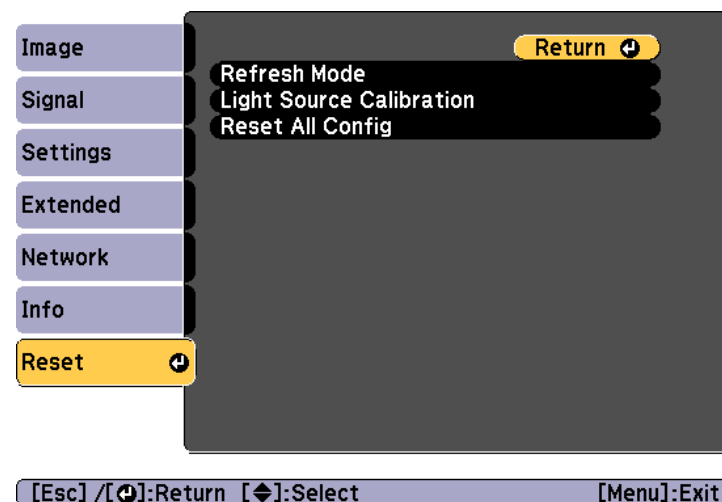 Image
Signal
Settings
Extended
Network
Info
Reset
Return
Refresh Mode
Light Source Calibration
Reset All Config
[Esc] /[ ]:Return [ ]:Select [Menu]:Exit